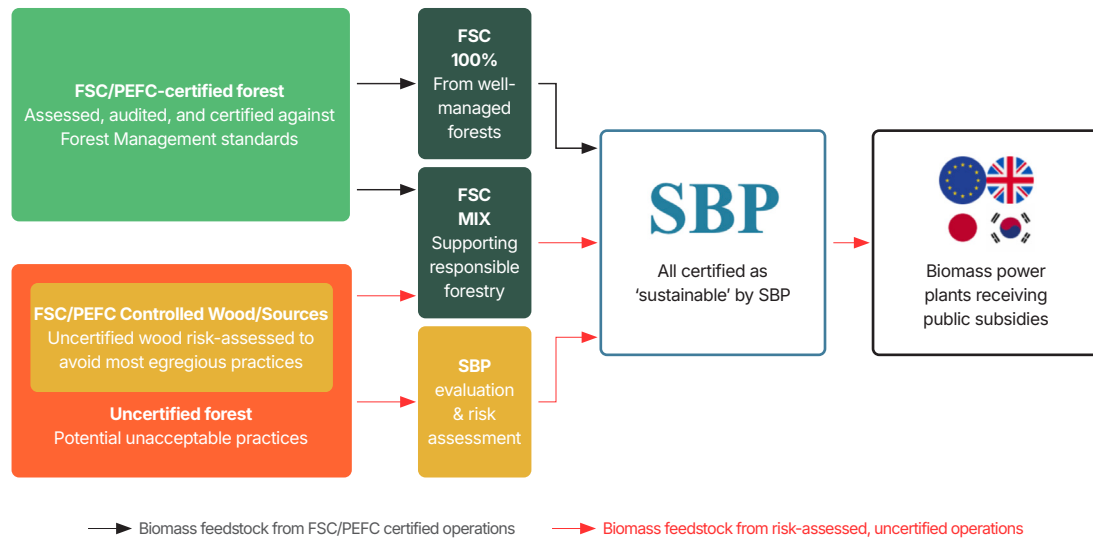 FSC/PEFC-certified forest
Assessed, audited, and certified against
Forest Management standards
FSC
100%
From well-
managed
forests
FSC
MIX
Supporting
responsible
forestry
FSC/PEFC Controlled Wood/Sources
Uncertified wood risk-assessed to
avoid most egregious practices
Uncertified forest
Potential unacceptable practices
SBP
evaluation
& risk
assessment
SBP
All certified as
‘sustainable’ by SBP
Biomass power
plants receiving
public subsidies
Biomass feedstock from FSC/PEFC certified operations
Biomass feedstock from risk-assessed, uncertified operations